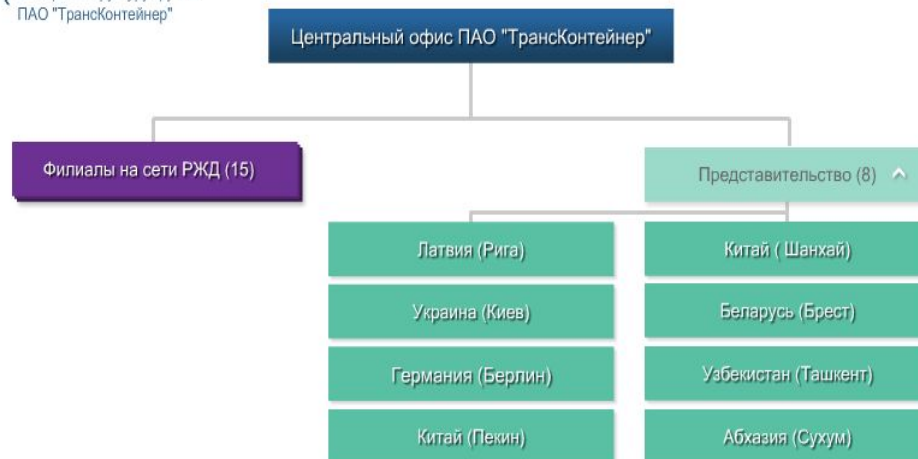 ПАО "ТрансКонтейнер"
Центральный офис ПАО "ТрансКонтейнер"
Филиалы на сети РЖД (15)
Представительство (8)
Латвия (Рига)
Китай ( Шанхай)
Украина (Киев)
Беларусь (Брест)
Германия (Берлин)
Узбекистан (Ташкент)
Китай (Пекин)
Абхазия (Сухум)